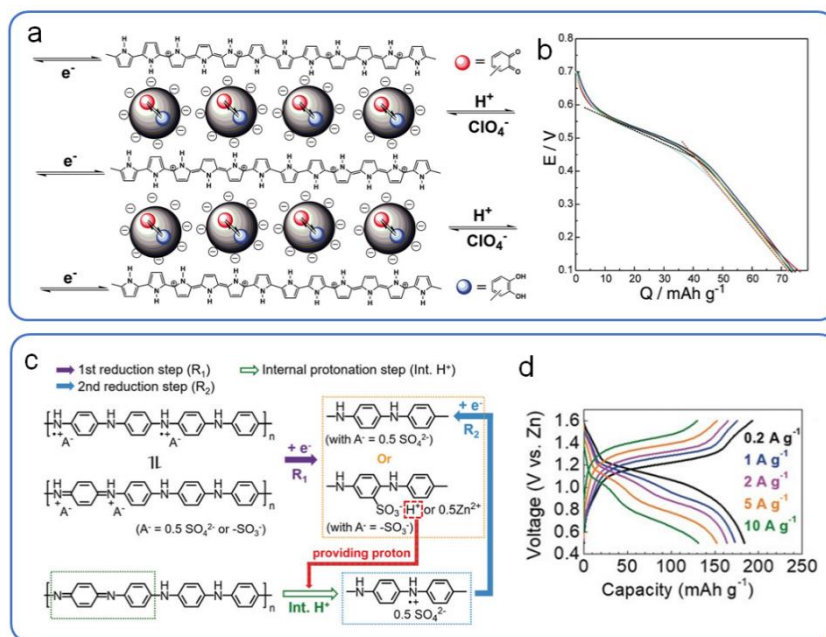 a
H H H H
N N N N
N N N N N
H H H H H
e-
= O O
H+
ClO4-
e-
H+
ClO4-
e-
= OH OH
b
E / V
0.8
0.7
0.6
0.5
0.4
0.3
0.2
0.1
0 10 20 30 40 50 60 70
Q / mAh g-1
c
1st reduction step (R1)
Internal protonation step (Int. H+)
2nd reduction step (R2)
+ e-
R1
(with A- = 0.5 SO42-)
Or
SO3- H+ or 0.5Zn2+
(with A- = -SO3-)
+ e-
R2
(A- = 0.5 SO42- or -SO3-)
providing proton
Int. H+
0.5 SO42-
d
Voltage (V vs. Zn)
1.6
1.4
1.2
1.0
0.8
0.6
0.4
0.2 A g-1
1 A g-1
2 A g-1
5 A g-1
10 A g-1
0 50 100 150 200 250
Capacity (mAh g-1)